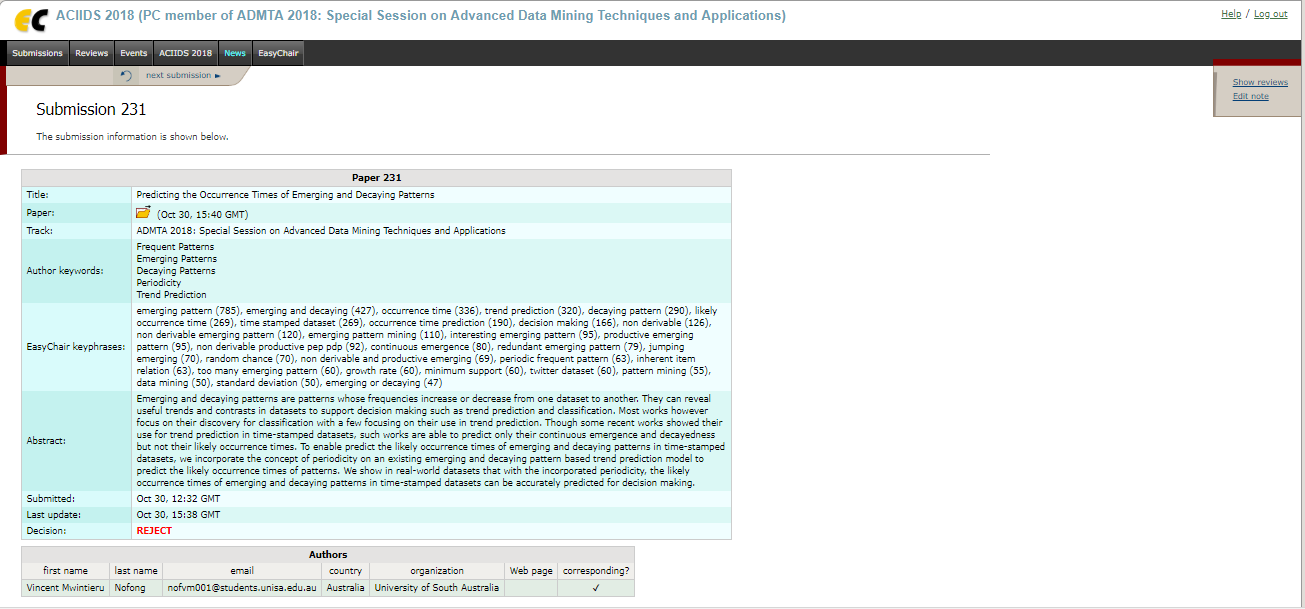 EC ACIIDS 2018 (PC member of ADMTA 2018: Special Session on Advanced Data Mining Techniques and Applications)
Help / Log out
Submissions Reviews Events ACIIDS 2018 News EasyChair
next submission ►
Show reviews
Edit note
Submission 231
The submission information is shown below.
Paper 231
Title: Predicting the Occurrence Times of Emerging and Decaying Patterns
Paper: (Oct 30, 15:40 GMT)
Track: ADMTA 2018: Special Session on Advanced Data Mining Techniques and Applications
Author keywords:
Frequent Patterns
Emerging Patterns
Decaying Patterns
Periodicity
Trend Prediction
EasyChair keyphrases:
emerging pattern (785), emerging and decaying (427), occurrence time (336), trend prediction (320), decaying pattern (290), likely
occurrence time (269), time stamped dataset (269), occurrence time prediction (190), decision making (166), non derivable (126),
non derivable emerging pattern (120), emerging pattern mining (110), interesting emerging pattern (95), productive emerging
pattern (95), non derivable productive pep pdp (92), continuous emergence (80), redundant emerging pattern (79), jumping
emerging (70), random chance (70), non derivable and productive emerging (69), periodic frequent pattern (63), inherent item
relation (63), too many emerging pattern (60), growth rate (60), minimum support (60), twitter dataset (60), pattern mining (55),
data mining (50), standard deviation (50), emerging or decaying (47)
Abstract:
Emerging and decaying patterns are patterns whose frequencies increase or decrease from one dataset to another. They can reveal
useful trends and contrasts in datasets to support decision making such as trend prediction and classification. Most works however
focus on their discovery for classification with a few focusing on their use in trend prediction. Though some recent works showed their
use for trend prediction in time-stamped datasets, such works are able to predict only their continuous emergence and decayedness
but not their likely occurrence times. To enable predict the likely occurrence times of emerging and decaying patterns in time-stamped
datasets, we incorporate the concept of periodicity on an existing emerging and decaying pattern based trend prediction model to
predict the likely occurrence times of patterns. We show in real-world datasets that with the incorporated periodicity, the likely
occurrence times of emerging and decaying patterns in time-stamped datasets can be accurately predicted for decision making.
Submitted: Oct 30, 12:32 GMT
Last update: Oct 30, 15:38 GMT
Decision: REJECT
Authors
first name last name email country organization Web page corresponding?
Vincent Mwintieru Nofong nofvm001@students.unisa.edu.au Australia University of South Australia ✓